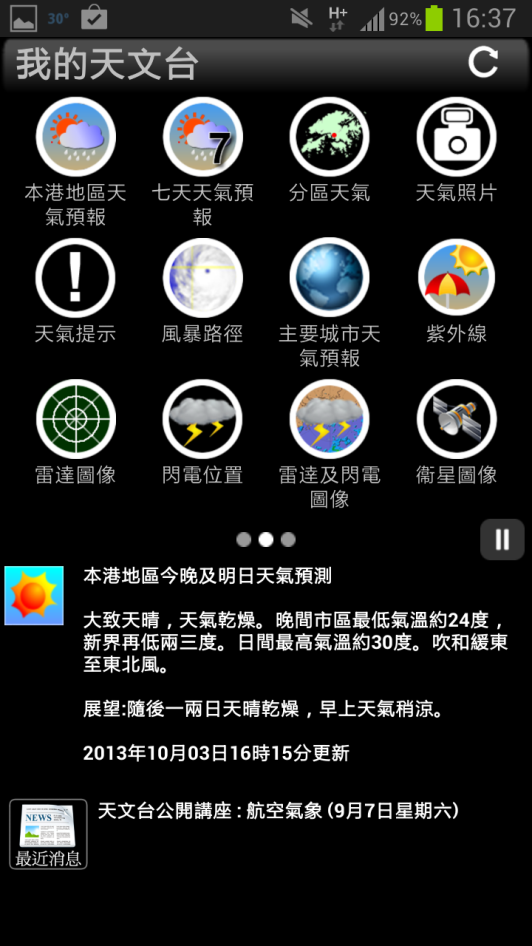 30°
H+
92%
16:37
我的天文台
本港地區天
氣預報
7
七天天氣預
報
分區天氣
天氣照片
天氣提示
風暴路徑
主要城市天
氣預報
紫外線
雷達圖像
閃電位置
雷達及閃電
圖像
衞星圖像
本港地區今晚及明日天氣預測
大致天晴，天氣乾燥。晚間市區最低氣溫約24度，
新界再低兩三度。日間最高氣溫約30度。吹和緩東
至東北風。
展望:隨後一兩日天晴乾燥，早上天氣稍涼。
2013年10月03日16時15分更新
NEWS
最近消息
天文台公開講座 : 航空氣象 (9月7日星期六)